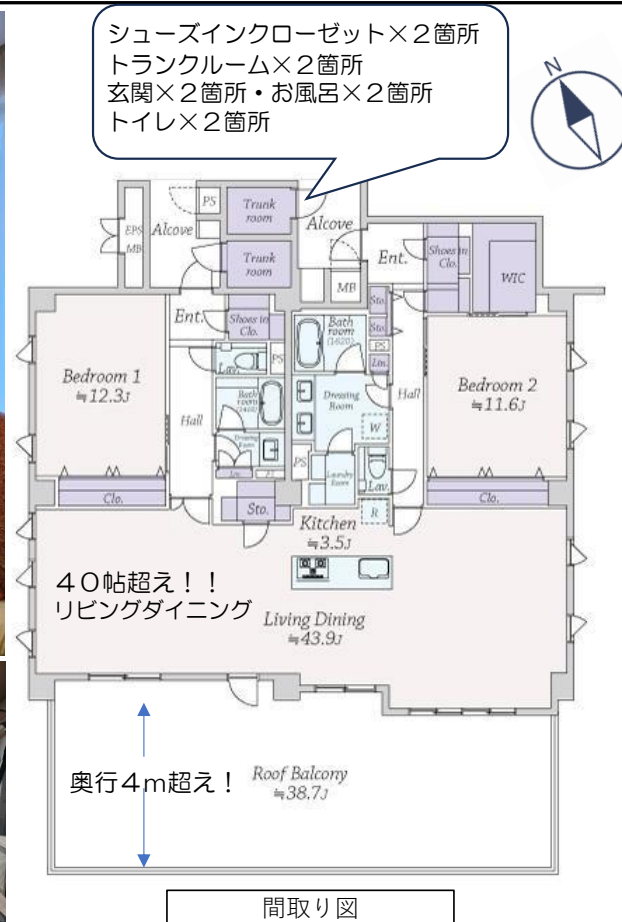 シューズインクローゼット×2箇所
トランクルーム×2箇所
玄関×2箇所・お風呂×2箇所
トイレ×2箇所
N
PS
Trunk
room
Alcove
Alcove
EPS
MB
Trunk
room
Ent.
Shoes in
Clo.
WIC
MB
Ent.
Shoes in
Clo.
Sto.
Sto.
Bath
room
(1620)
PS
Lin.
Lav.
PS
Bedroom 1
≒12.3J
Hall
Bath
room
(1418)
Dressing
Room
Hall
Bedroom 2
≒11.6J
W
Dressing
Room
PS
Laundry
Room
Lav.
Lin.
Clo.
Sto.
R
Clo.
Kitchen
≒3.5J
40帖超え!!
リビングダイニング
Living Dining
≒43.9J
奥行4m超え!
Roof Balcony
≒38.7J
間取り図